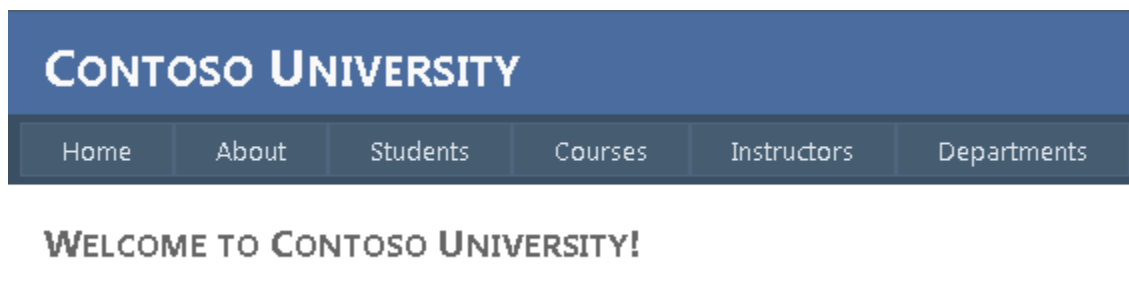 CONTOSO UNIVERSITY
Home About Students Courses Instructors Departments
WELCOME TO CONTOSO UNIVERSITY!